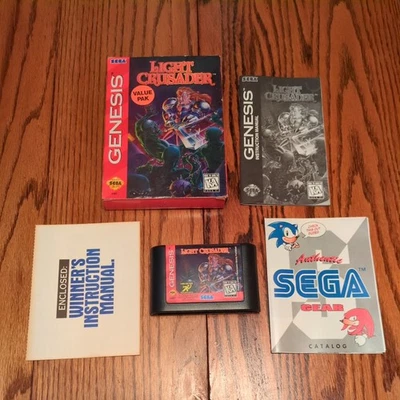 SEGA
GENESIS
LIGHT
CRUSADER
VALUE
PAK
SEGA
SEGA
GENESIS
INSTRUCTION MANUAL
LIGHT
CRUSADER
ENCLOSED:
WINNER'S
INSTRUCTION
MANUAL.
GENESIS
LIGHT CRUSADER
SEGA
Authentic
SEGA™
GEAR
CATALOG